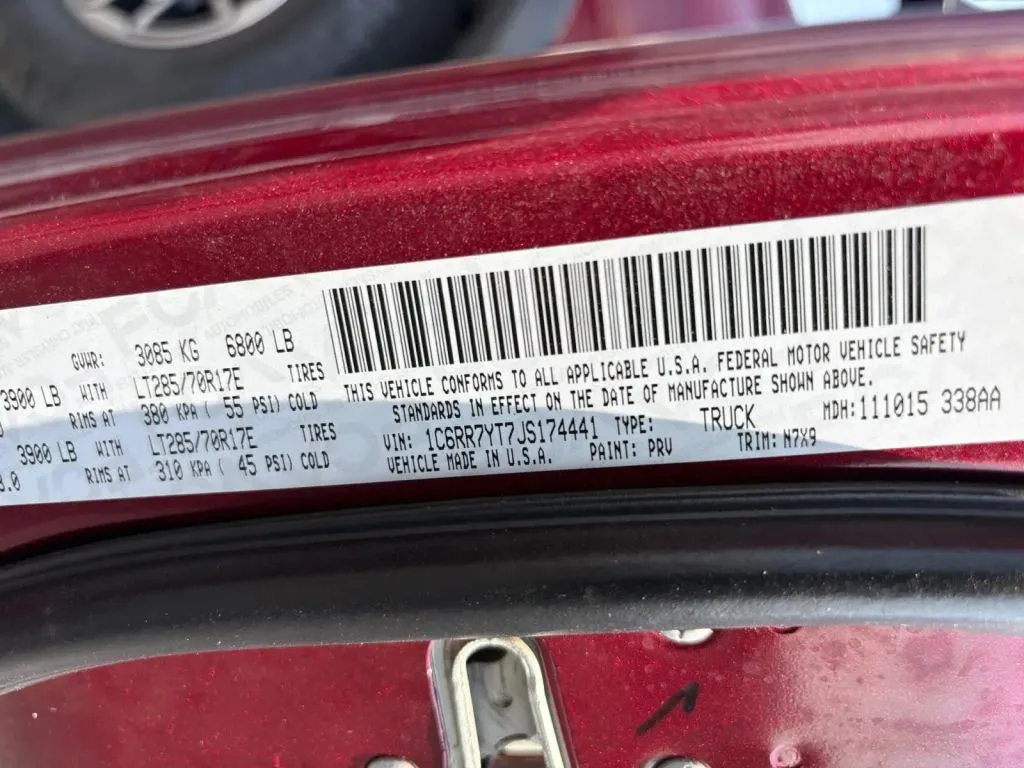 GVWR: 3085 KG 6800 LB
3900 LB WITH LT285/70R17E TIRES
RIMS AT 380 KPA ( 55 PSI) COLD
3900 LB WITH LT285/70R17E TIRES
8.0 RIMS AT 310 KPA ( 45 PSI) COLD
THIS VEHICLE CONFORMS TO ALL APPLICABLE U.S.A. FEDERAL MOTOR VEHICLE SAFETY
STANDARDS IN EFFECT ON THE DATE OF MANUFACTURE SHOWN ABOVE.
VIN: 1C6RR7YT7JS174441 TYPE: TRUCK MDH:111015 338AA
VEHICLE MADE IN U.S.A. PAINT: PRV TRIM: N7X9